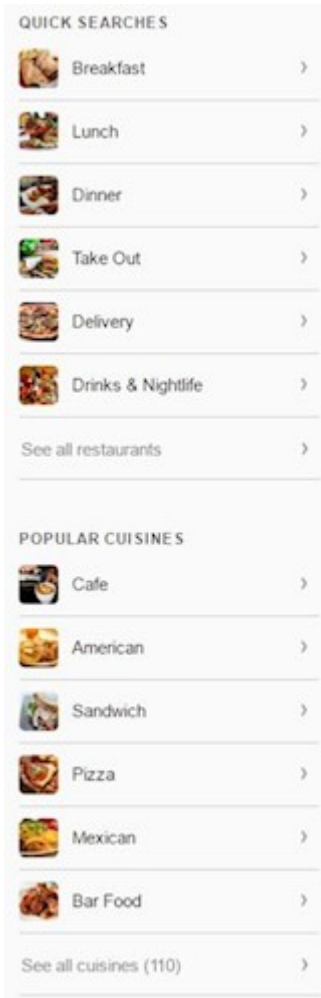 QUICK SEARCHES
Breakfast
Lunch
Dinner
Take Out
Delivery
Drinks & Nightlife
See all restaurants
POPULAR CUISINES
Cafe
American
Sandwich
Pizza
Mexican
Bar Food
See all cuisines (110)